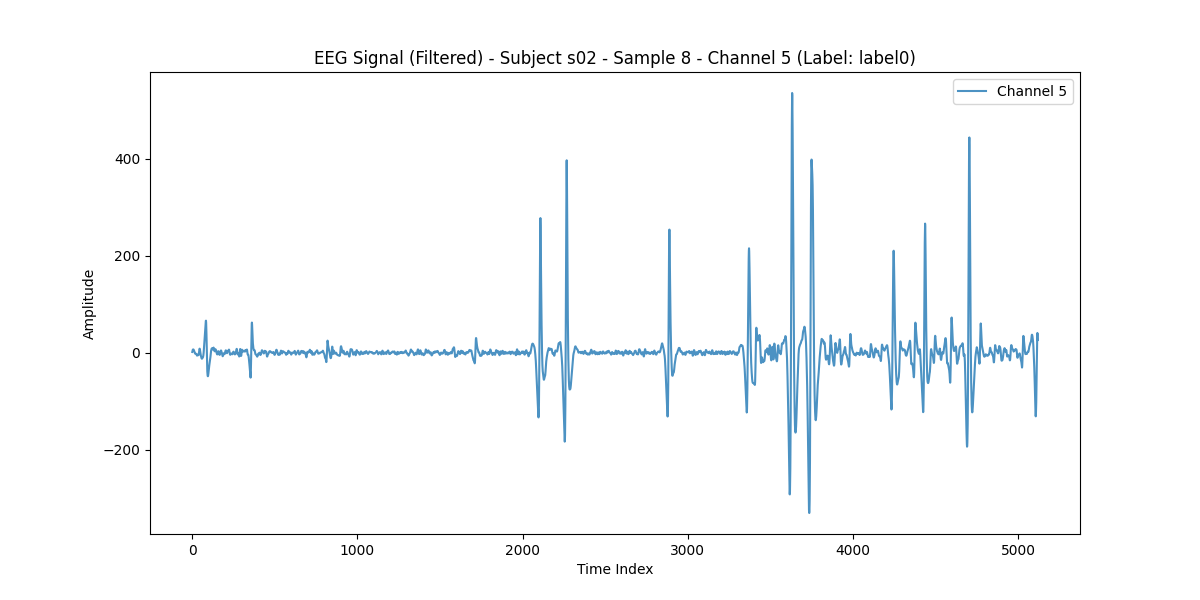 EEG Signal (Filtered) - Subject s02 - Sample 8 - Channel 5 (Label: label0)
Channel 5
400
200
0
−200
Amplitude
0 1000 2000 3000 4000 5000
Time Index